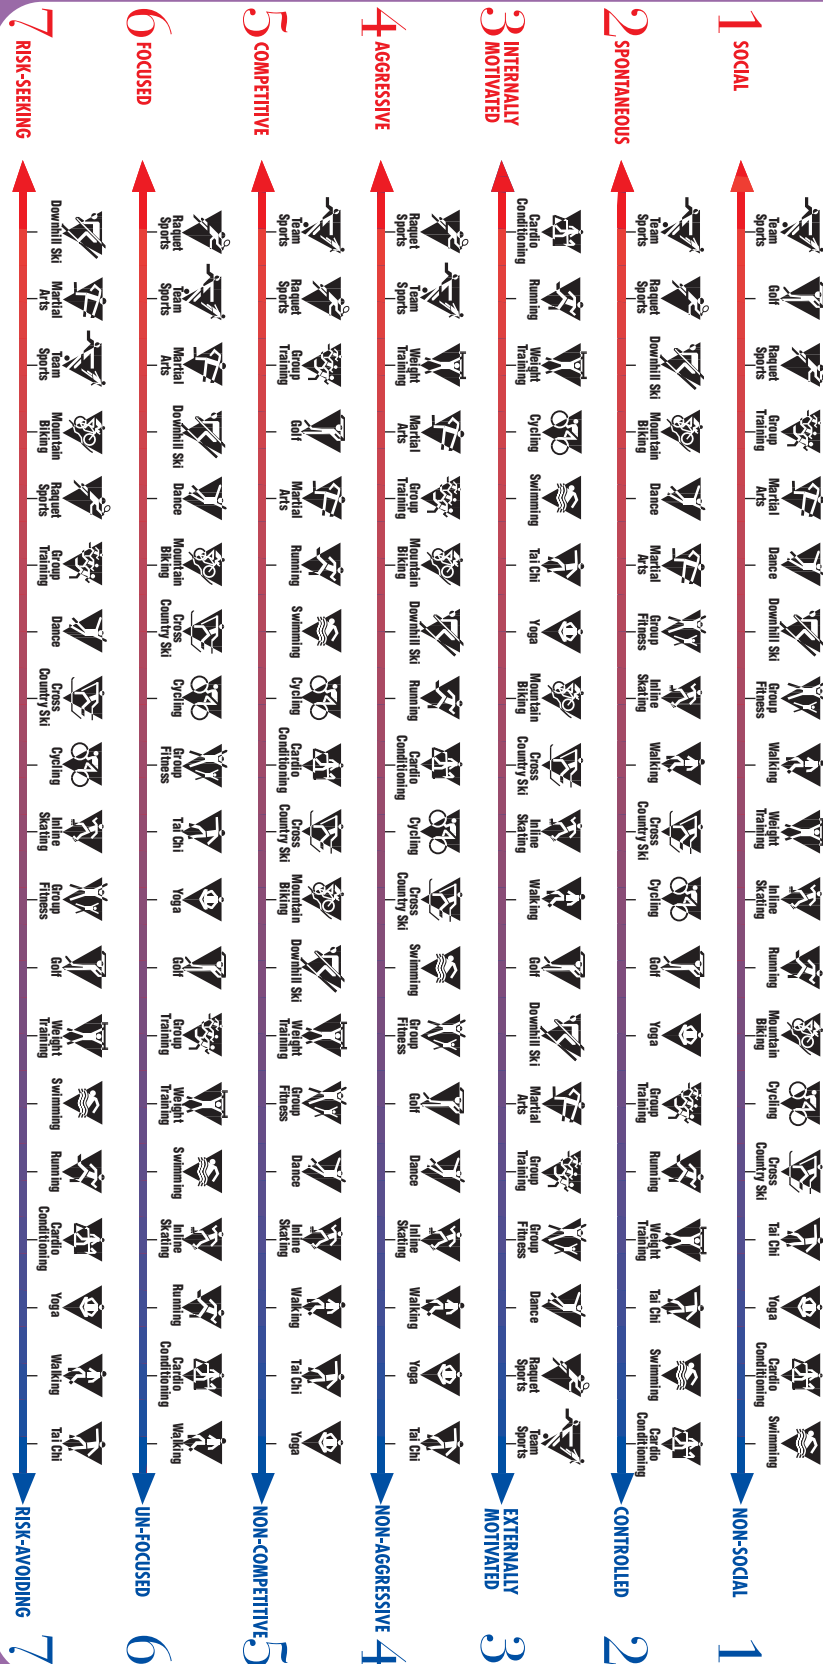 1
SOCIAL
Team
Sports
Golf
Raquet
Sports
Group
Training
Martial
Arts
Dance
Downhill Ski
Group
Fitness
Walking
Weight
Training
Inline
Skating
Running
Mountain
Biking
Cycling
Cross
Country Ski
Tai Chi
Yoga
Cardio
Conditioning
Swimming
NON-SOCIAL
1
2
SPONTANEOUS
Team
Sports
Raquet
Sports
Downhill Ski
Mountain
Biking
Dance
Martial
Arts
Group
Fitness
Inline
Skating
Walking
Cross
Country Ski
Cycling
Golf
Yoga
Group
Training
Running
Weight
Training
Tai Chi
Swimming
Cardio
Conditioning
CONTROLLED
2
3
INTERNALLY
MOTIVATED
Cardio
Conditioning
Running
Weight
Training
Cycling
Swimming
Tai Chi
Yoga
Mountain
Biking
Cross
Country Ski
Inline
Skating
Walking
Golf
Downhill Ski
Martial
Arts
Group
Training
Group
Fitness
Dance
Raquet
Sports
Team
Sports
EXTERNALLY
MOTIVATED
3
4
AGGRESSIVE
Raquet
Sports
Team
Sports
Weight
Training
Martial
Arts
Group
Training
Mountain
Biking
Downhill Ski
Running
Cardio
Conditioning
Cycling
Cross
Country Ski
Swimming
Group
Fitness
Golf
Dance
Inline
Skating
Walking
Yoga
Tai Chi
NON-AGGRESSIVE
4
5
COMPETITIVE
Team
Sports
Raquet
Sports
Group
Training
Golf
Martial
Arts
Running
Swimming
Cycling
Cardio
Conditioning
Cross
Country Ski
Mountain
Biking
Downhill Ski
Weight
Training
Group
Fitness
Dance
Inline
Skating
Walking
Tai Chi
Yoga
NON-COMPETITIVE
5
6
FOCUSED
Raquet
Sports
Team
Sports
Martial
Arts
Downhill Ski
Dance
Mountain
Biking
Cross
Country Ski
Cycling
Group
Fitness
Tai Chi
Yoga
Golf
Group
Training
Weight
Training
Swimming
Inline
Skating
Running
Cardio
Conditioning
Walking
UN-FOCUSED
6
7
RISK-SEEKING
Downhill Ski
Martial
Arts
Team
Sports
Mountain
Biking
Raquet
Sports
Group
Training
Dance
Cross
Country Ski
Cycling
Inline
Skating
Group
Fitness
Golf
Weight
Training
Swimming
Running
Cardio
Conditioning
Yoga
Walking
Tai Chi
RISK-AVOIDING
7